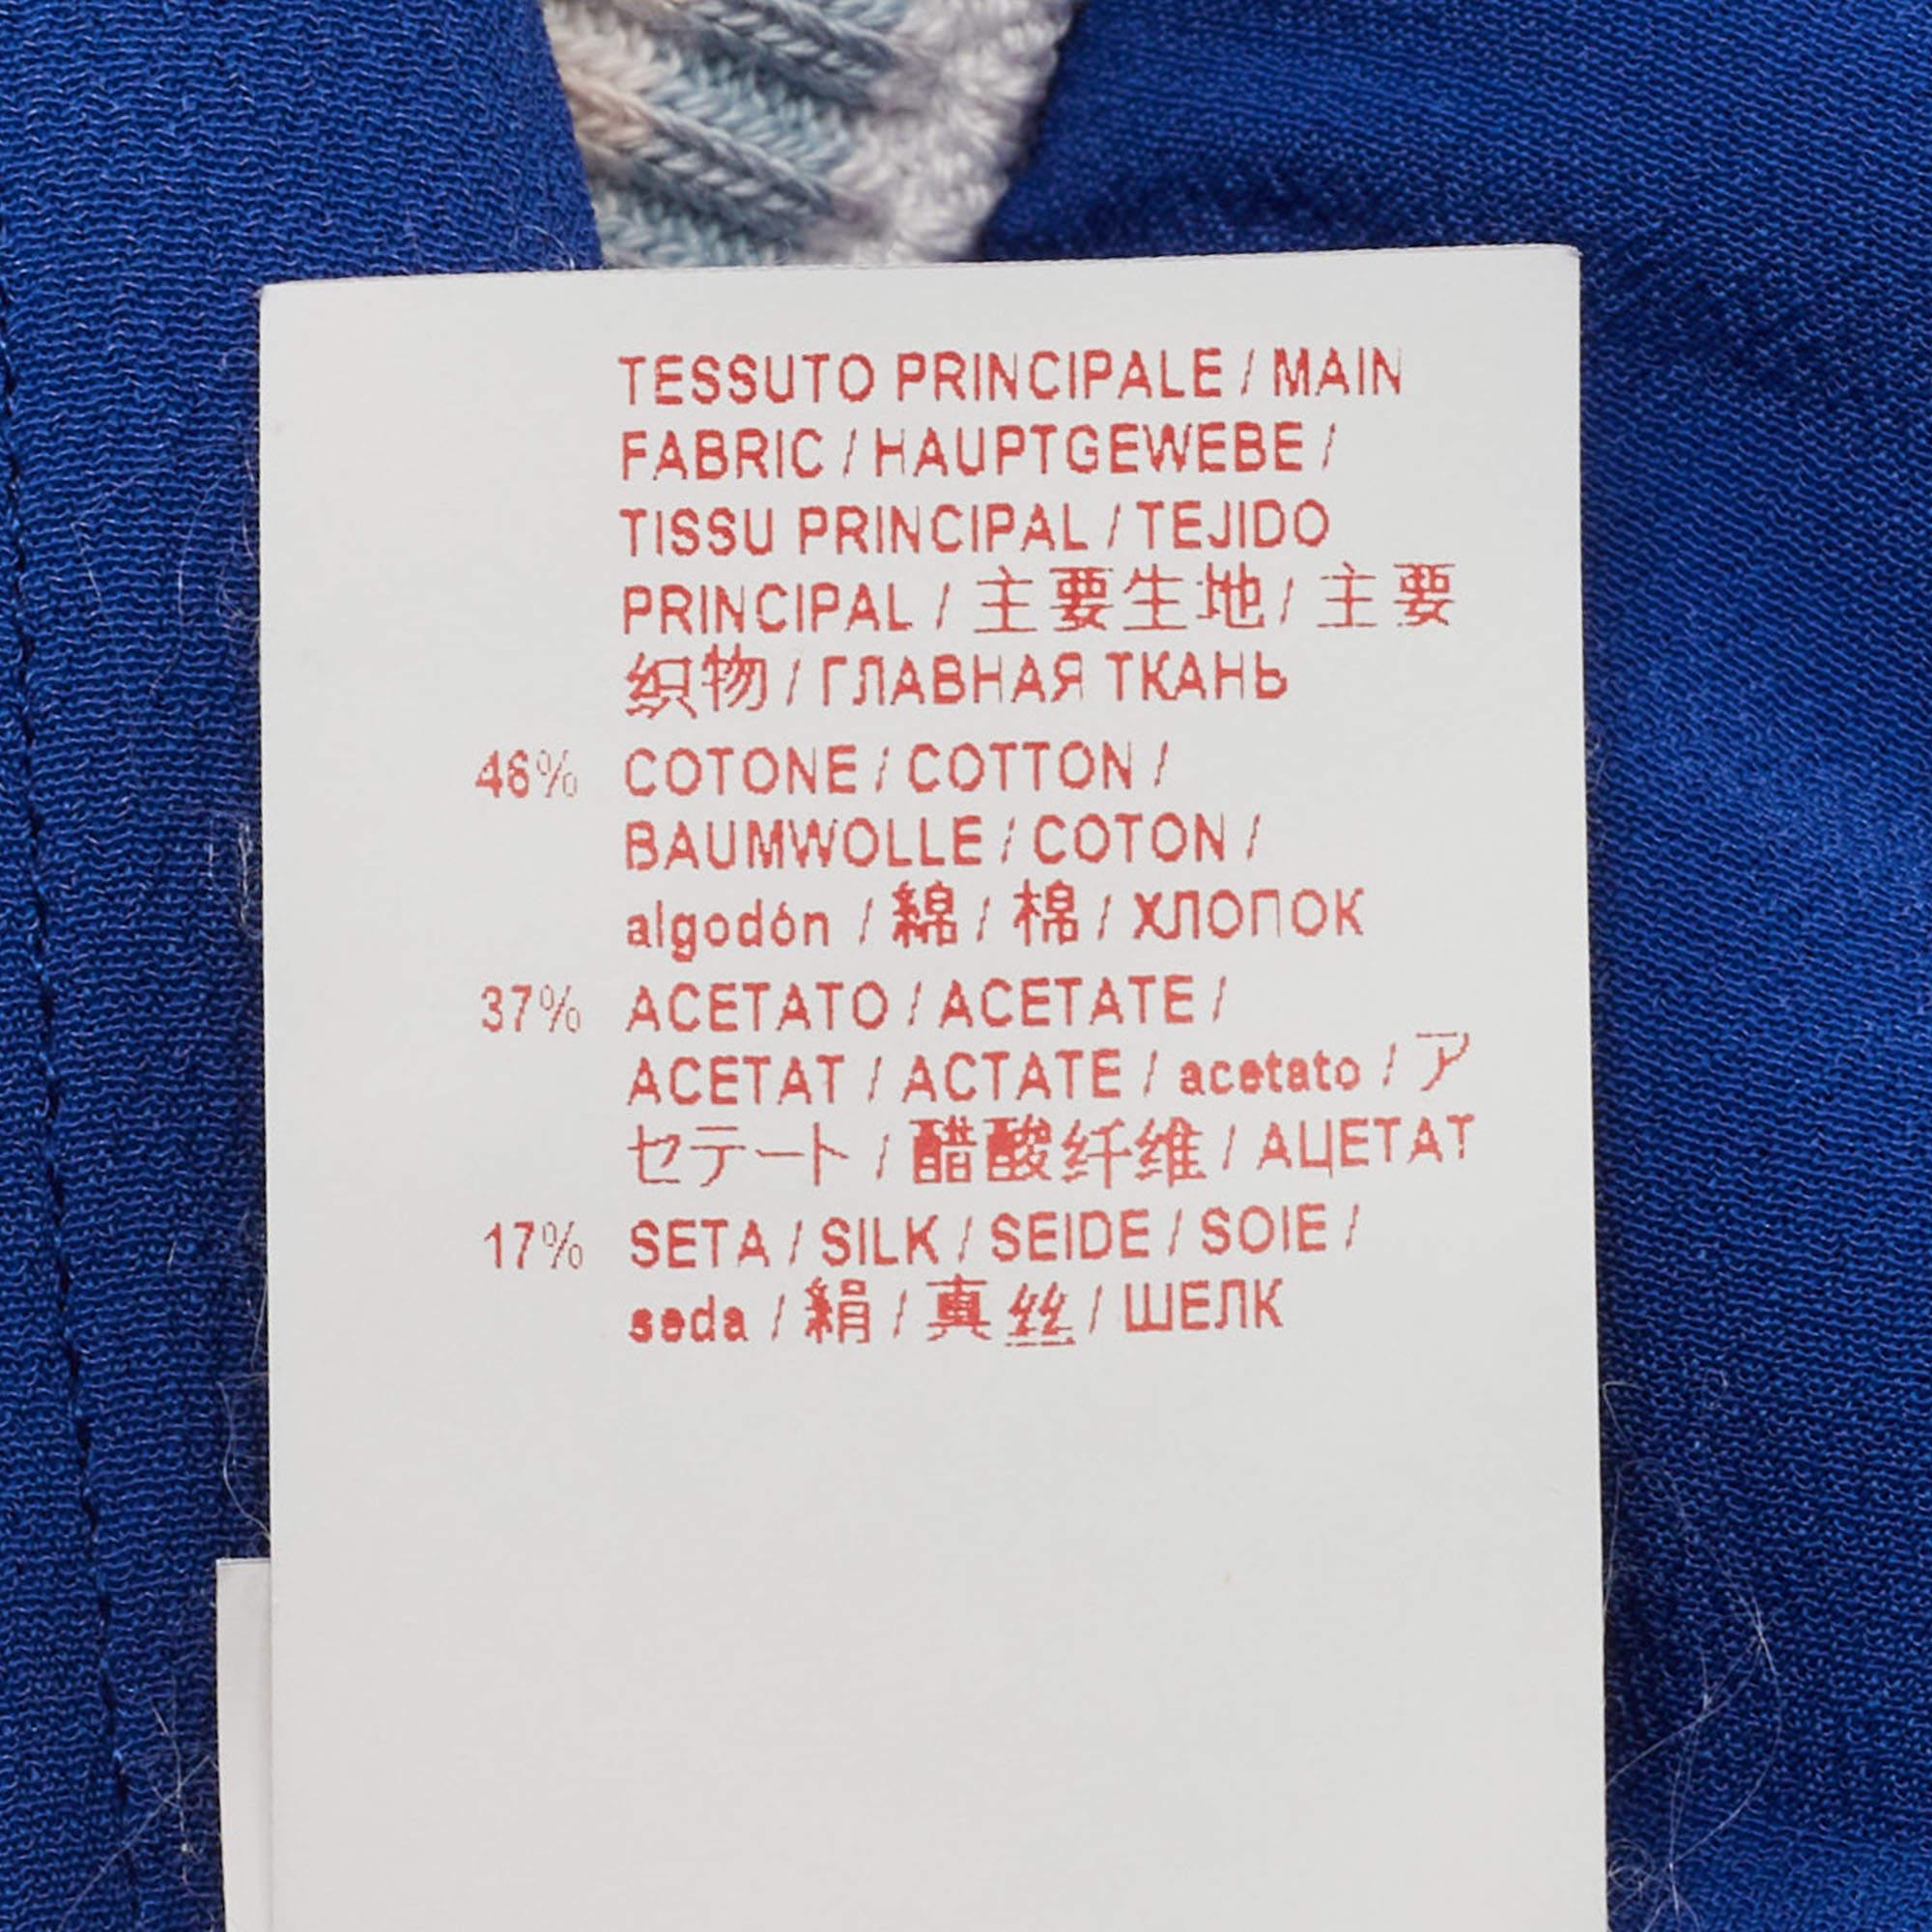 TESSUTO PRINCIPALE / MAIN
FABRIC / HAUPTGEWEBE /
TISSU PRINCIPAL / TEJIDO
PRINCIPAL / 主要生地 / 主要
织物 / ГЛАВНАЯ ТКАНЬ
46% COTONE / COTTON /
BAUMWOLLE / COTON /
algodón / 綿 / 棉 / ХЛОПОК
37% ACETATO / ACETATE /
ACETAT / ACTATE / acetato / ア
セテート / 醋酸纤维 / АЦЕТАТ
17% SETA / SILK / SEIDE / SOIE /
seda / 絹 / 真丝 / ШЕЛК